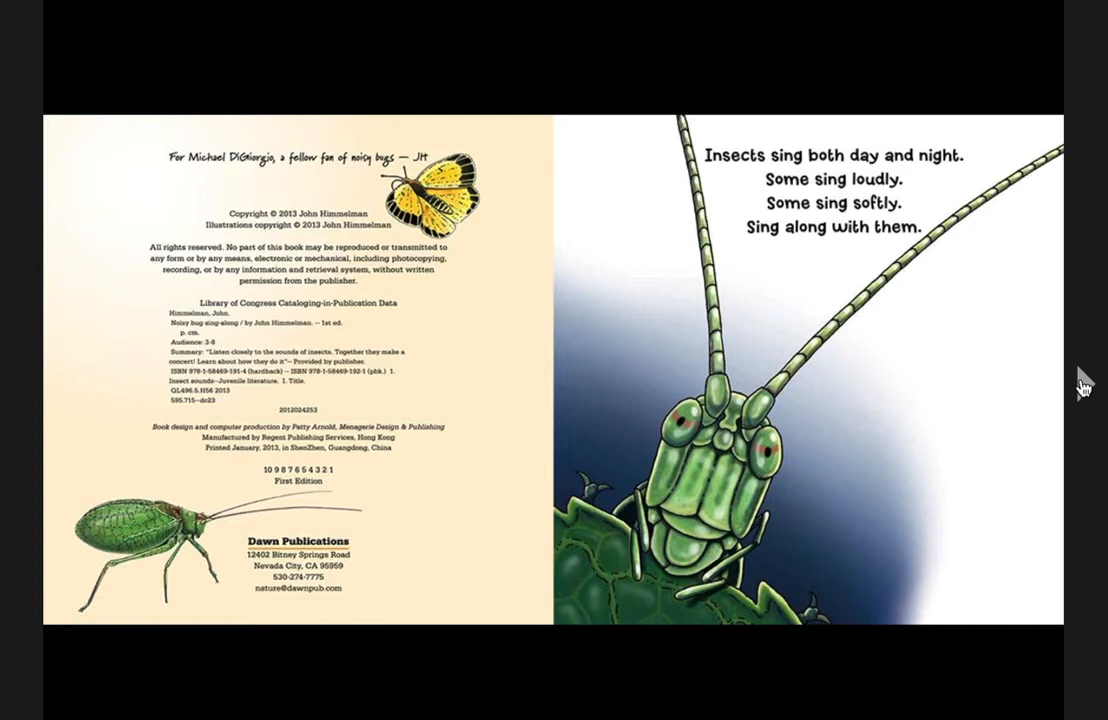 For Michael DiGiorgio, a fellow fan of noisy bugs — JH
Copyright © 2013 John Himmelman
Illustrations copyright © 2013 John Himmelman
All rights reserved. No part of this book may be reproduced or transmitted to
any form or by any means, electronic or mechanical, including photocopying,
recording, or by any information and retrieval system, without written
permission from the publisher.
Library of Congress Cataloging-in-Publication Data
Himmelman, John.
Noisy bug sing-along / by John Himmelman. -- 1st ed.
p. cm.
Audience: 3-8
Summary: "Listen closely to the sounds of insects. Together they make a
concert! Learn about how they do it"-- Provided by publisher.
ISBN 978-1-58469-191-4 (hardback) -- ISBN 978-1-58469-192-1 (pbk.) 1.
Insect sounds--Juvenile literature. I. Title.
QL496.5.H56 2013
595.715--dc23
2012024253
Book design and computer production by Patty Arnold, Menagerie Design & Publishing
Manufactured by Regent Publishing Services, Hong Kong
Printed January, 2013, in ShenZhen, Guangdong, China
10 9 8 7 6 5 4 3 2 1
First Edition
Dawn Publications
12402 Bitney Springs Road
Nevada City, CA 95959
530-274-7775
nature@dawnpub.com
Insects sing both day and night.
Some sing loudly.
Some sing softly.
Sing along with them.